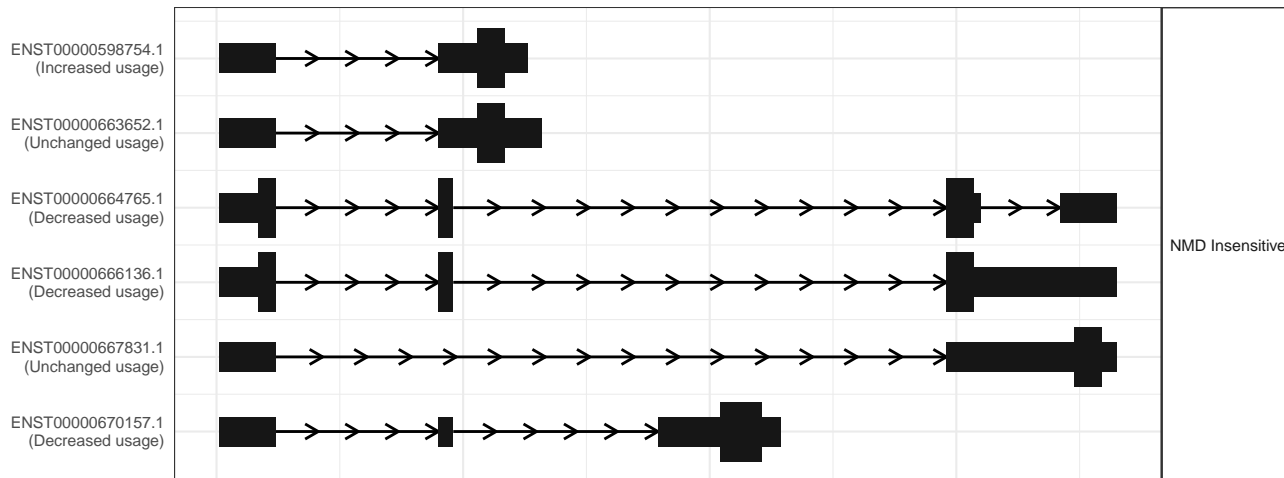 ENST00000598754.1
(Increased usage)
ENST00000663652.1
(Unchanged usage)
ENST00000664765.1
(Decreased usage)
NMD Insensitive
ENST00000666136.1
(Decreased usage)
ENST00000667831.1
(Unchanged usage)
ENST00000670157.1
(Decreased usage)